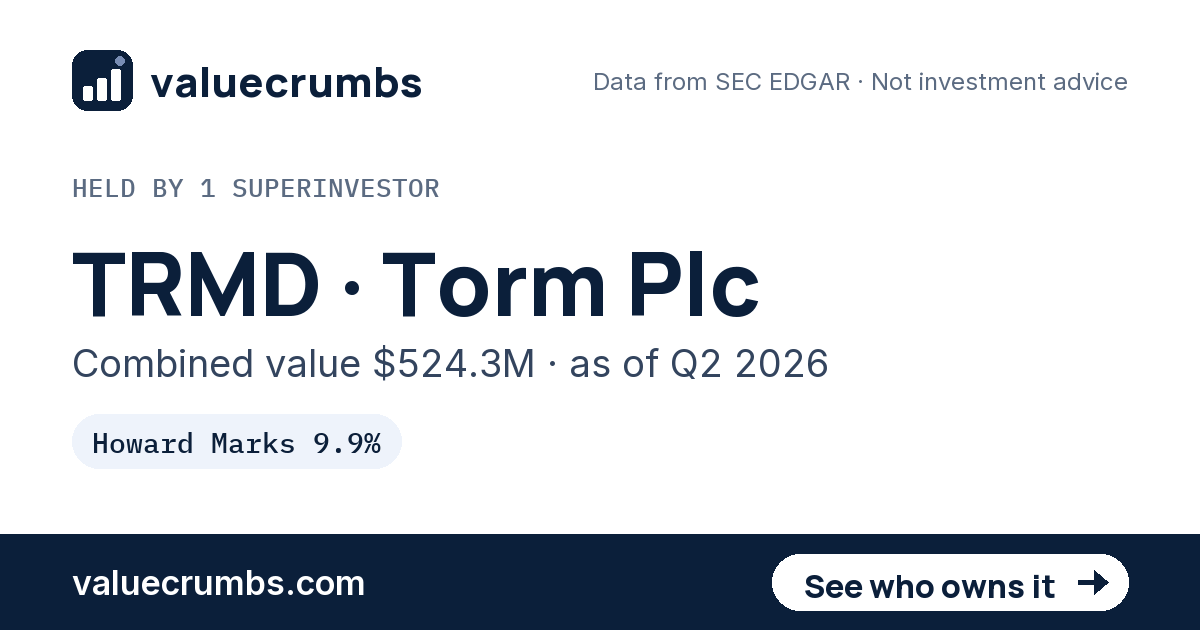 valuecrumbs
Data from SEC EDGAR · Not investment advice
HELD BY 1 SUPERINVESTOR
TRMD · Torm Plc
Combined value $524.3M · as of Q2 2026
Howard Marks 9.9%
valuecrumbs.com
See who owns it →